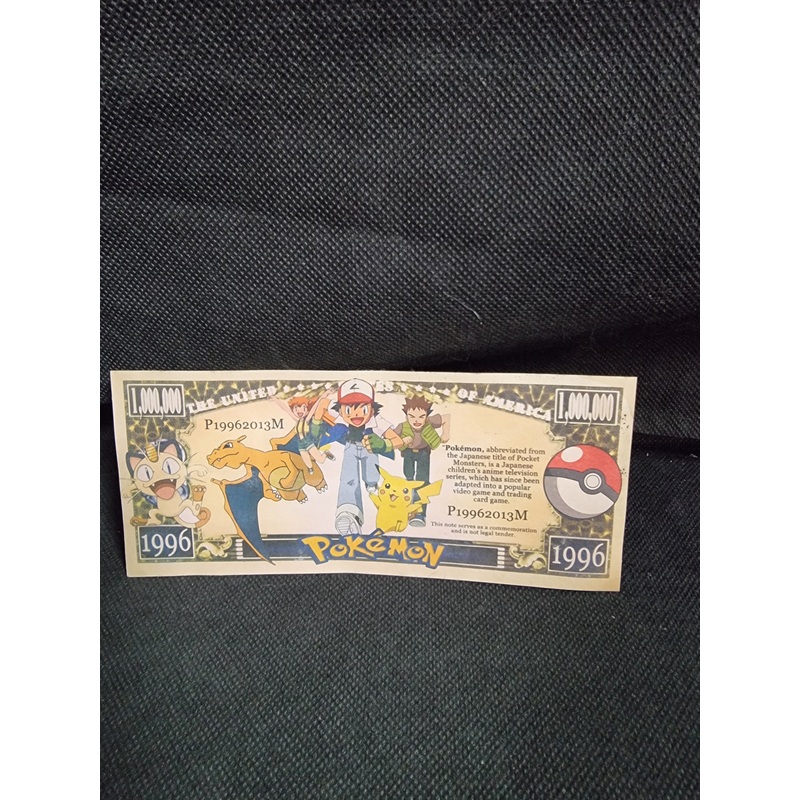 1,000,000
THE UNITED
OF AMERICA
1,000,000
P19962013M
"Pokémon, abbreviated from
the Japanese title of Pocket
Monsters, is a Japanese
children's anime television
series, which has since been
adapted into a popular
video game and trading
card game.
P19962013M
This note serves as a commemoration
and is not legal tender.
1996
POKéMON
1996